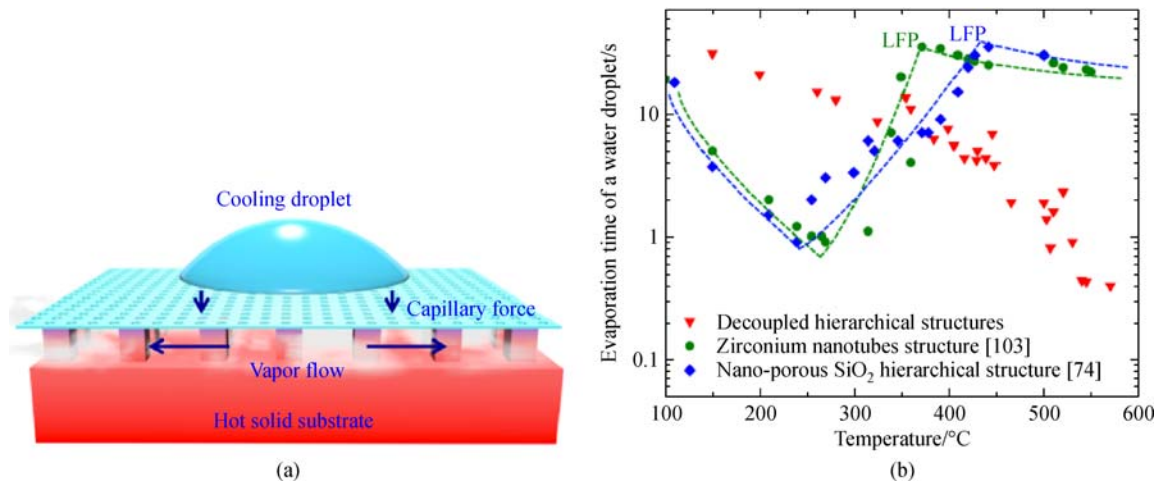 Cooling droplet
Capillary force
Vapor flow
Hot solid substrate
(a)
Evaporation time of a water droplet/s
10
1
0.1
LFP
LFP
Decoupled hierarchical structures
Zirconium nanotubes structure [103]
Nano-porous SiO₂ hierarchical structure [74]
100 200 300 400 500 600
Temperature/°C
(b)